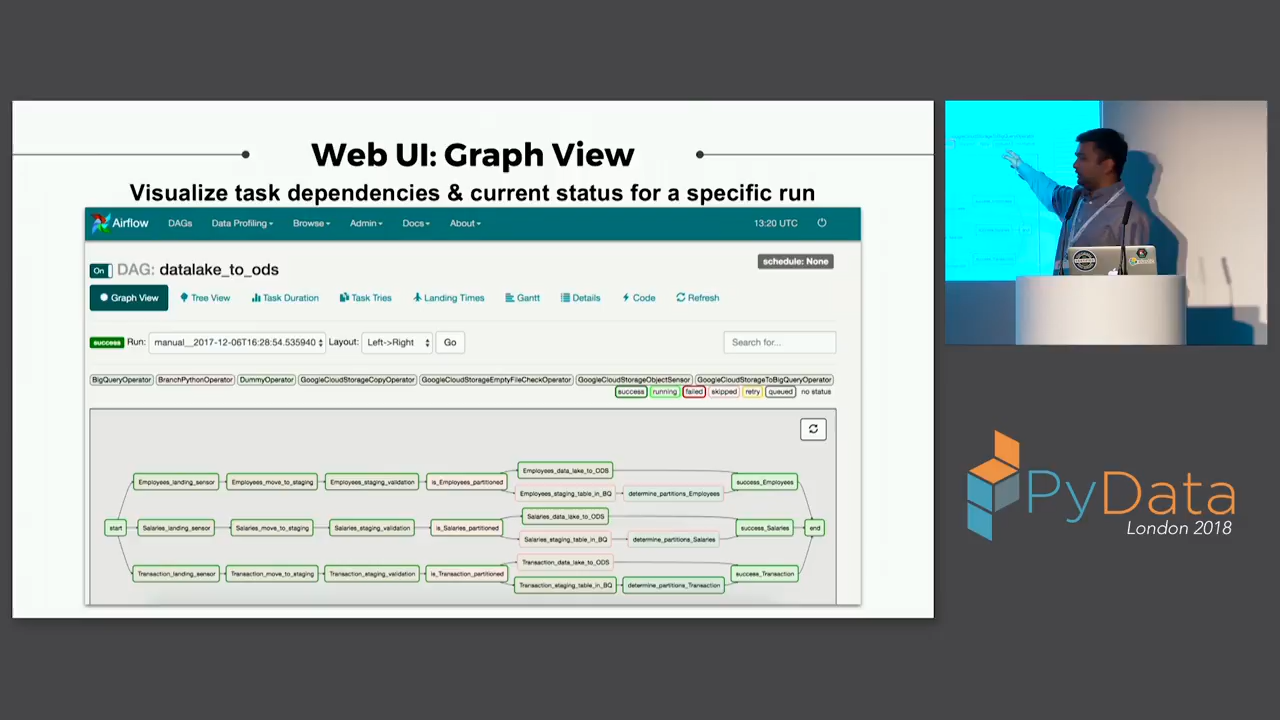 Web UI: Graph View
Visualize task dependencies & current status for a specific run
Airflow DAGs Data Profiling Browse Admin Docs About 13:20 UTC
On DAG: datalake_to_ods schedule: None
Graph View Tree View Task Duration Task Tries Landing Times Gantt Details Code Refresh
success Run: manual__2017-12-06T16:28:54.535940 Layout: Left->Right Go Search for...
BigQueryOperator BranchPythonOperator DummyOperator GoogleCloudStorageCopyOperator GoogleCloudStorageEmptyFileCheckOperator GoogleCloudStorageObjectSensor GoogleCloudStorageToBigQueryOperator
success running failed skipped retry queued no status
Employees_data_lake_to_ODS
Employees_landing_sensor Employees_move_to_staging Employees_staging_validation is_Employees_partitioned success_Employees
Employees_staging_table_in_BQ determine_partitions_Employees
Salaries_data_lake_to_ODS
start Salaries_landing_sensor Salaries_move_to_staging Salaries_staging_validation is_Salaries_partitioned success_Salaries end
Salaries_staging_table_in_BQ determine_partitions_Salaries
Transaction_data_lake_to_ODS
Transaction_landing_sensor Transaction_move_to_staging Transaction_staging_validation is_Transaction_partitioned success_Transaction
Transaction_staging_table_in_BQ determine_partitions_Transaction
PyData
London 2018